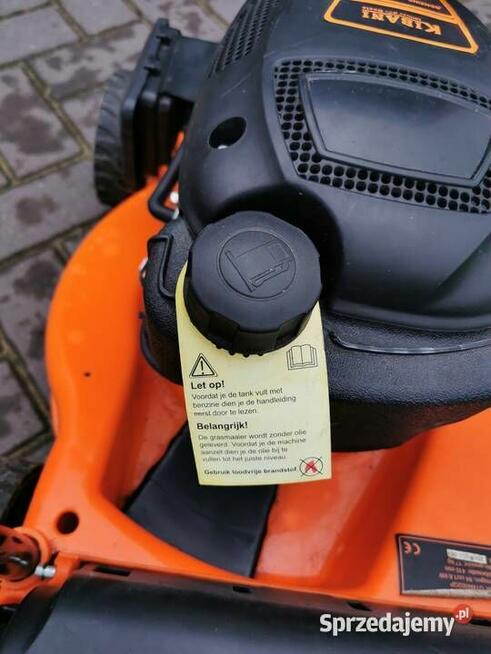 KIBANI
Let op!
Voordat je de tank vult met
benzine dien je de handleiding
eerst door te lezen.
Belangrijk!
De grasmaaier wordt zonder olie
geleverd. Voordat je de machine
aanzet dien je de olie bij te
vullen tot het juiste niveau.
Gebruik loodvrije brandstof
Sprzedajemy.pl